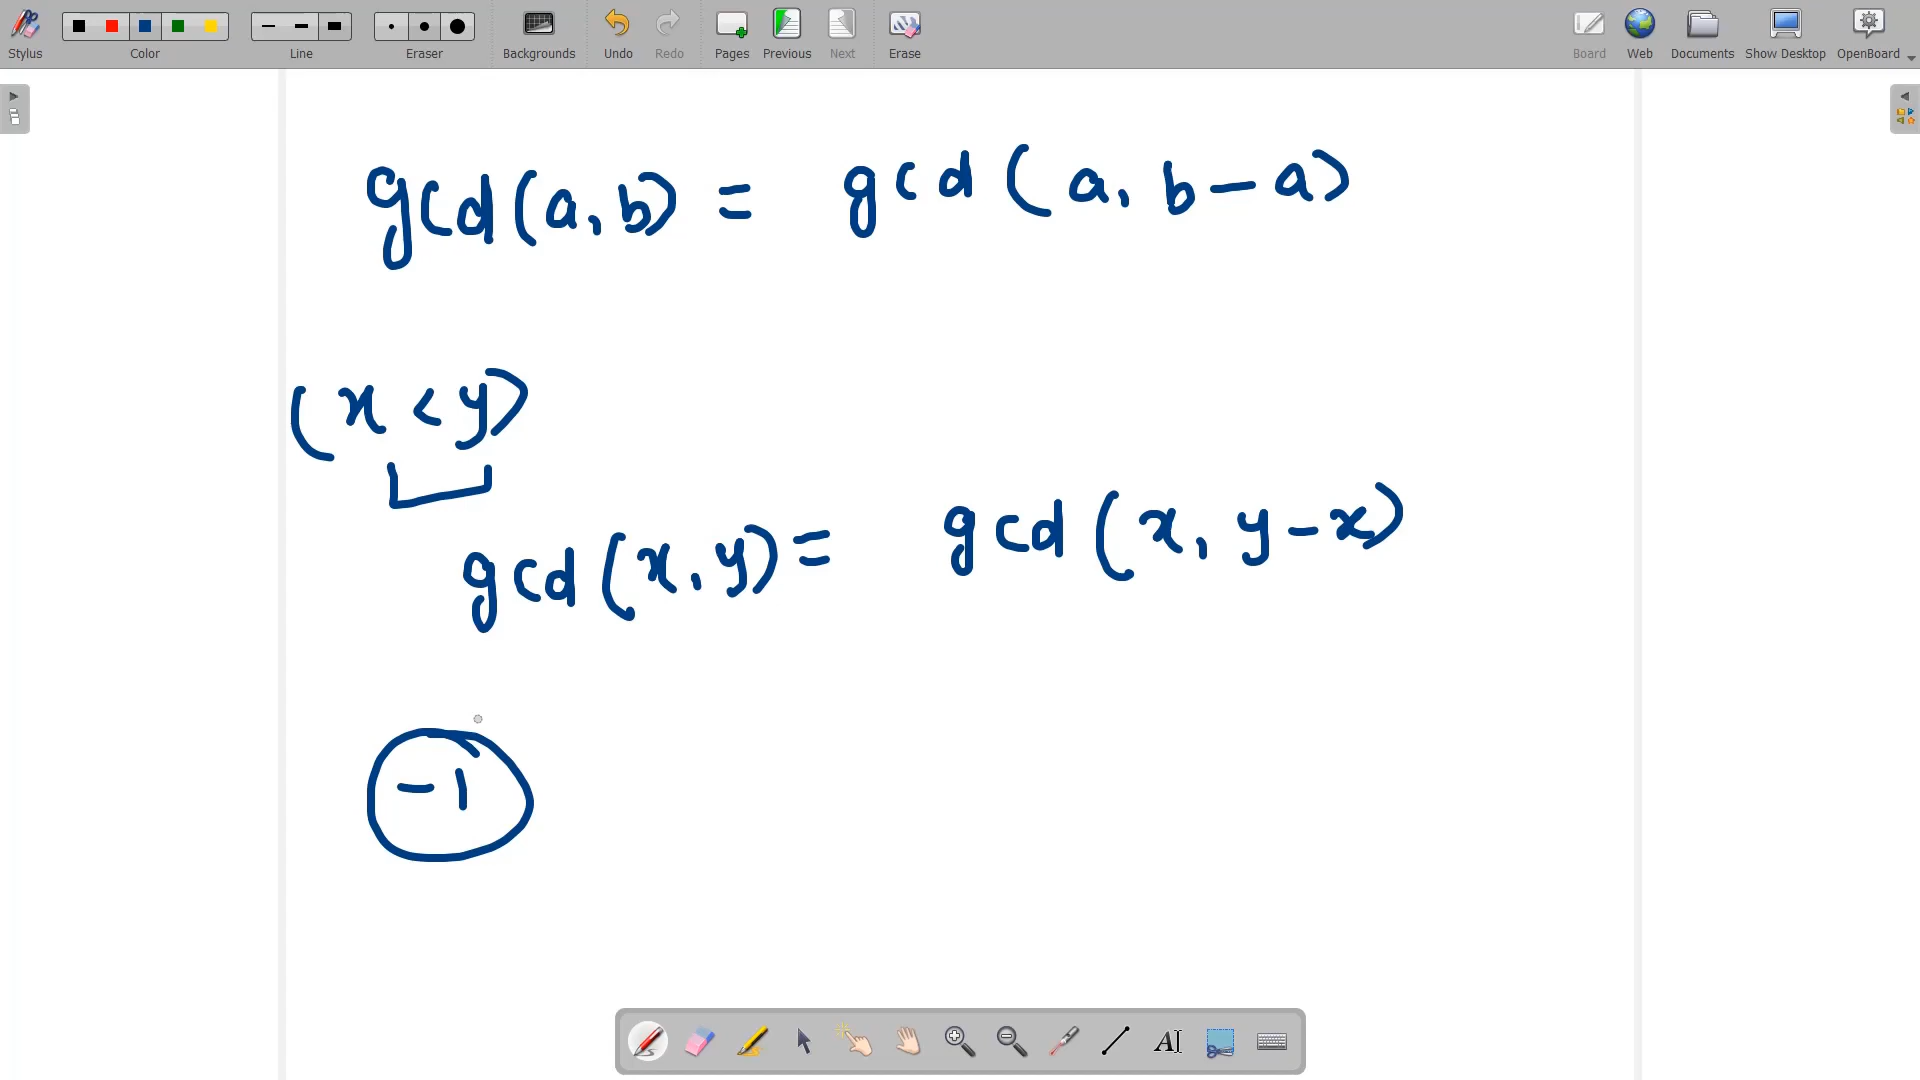 Stylus Color Line Eraser Backgrounds Undo Redo Pages Previous Next Erase Board Web Documents Show Desktop OpenBoard
gcd(a, b) = gcd(a, b-a)
(x < y)
gcd(x, y) = gcd(x, y-x)
-1
AI